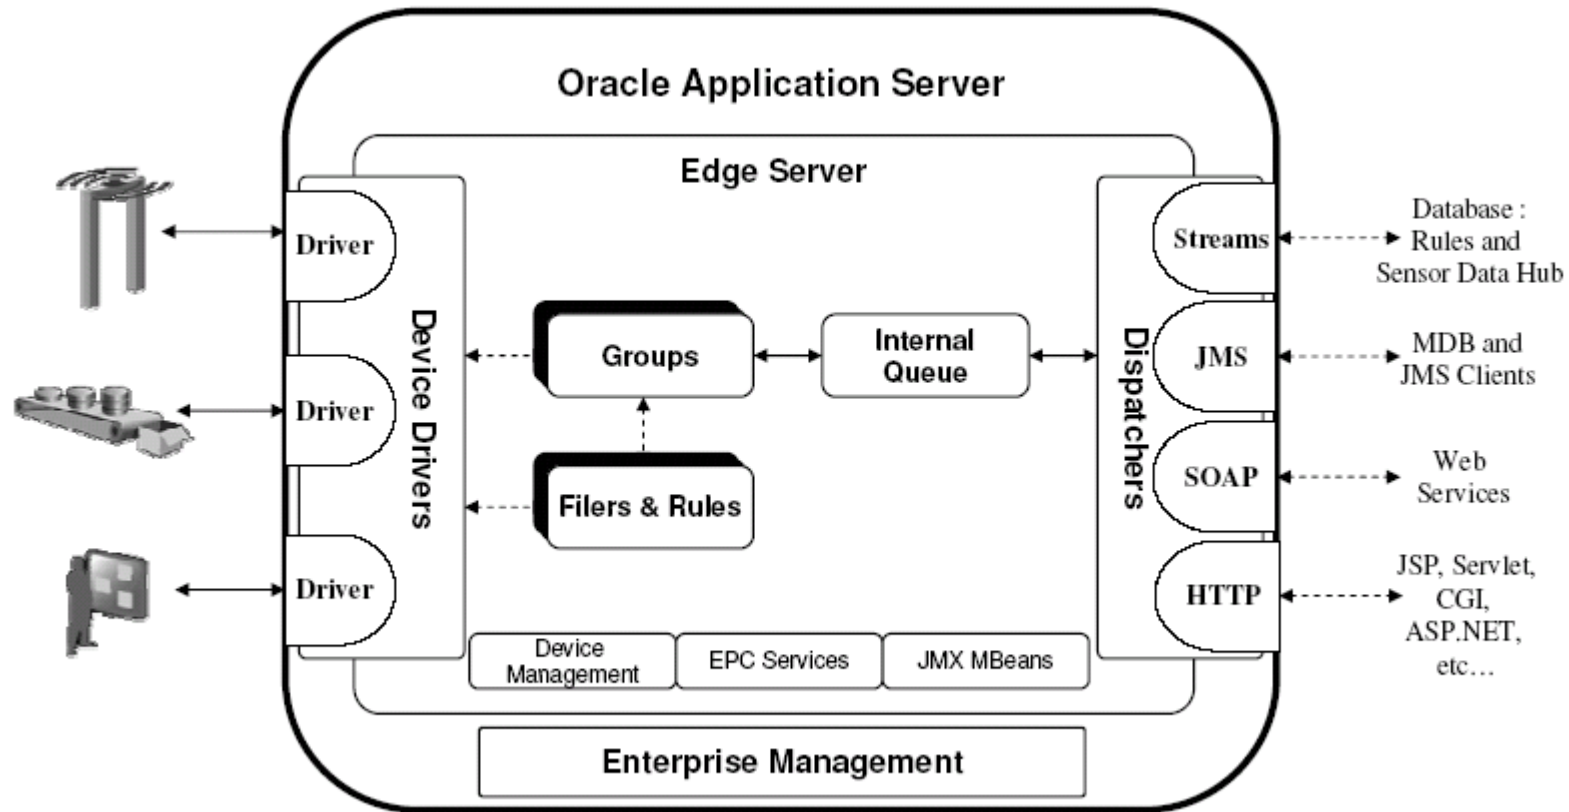 Oracle Application Server
Edge Server
Driver
Driver
Driver
Device Drivers
Groups
Filers & Rules
Internal
Queue
Dispatchers
Streams
JMS
SOAP
HTTP
Database :
Rules and
Sensor Data Hub
MDB and
JMS Clients
Web
Services
JSP, Servlet,
CGI,
ASP.NET,
etc...
Device
Management
EPC Services
JMX MBeans
Enterprise Management